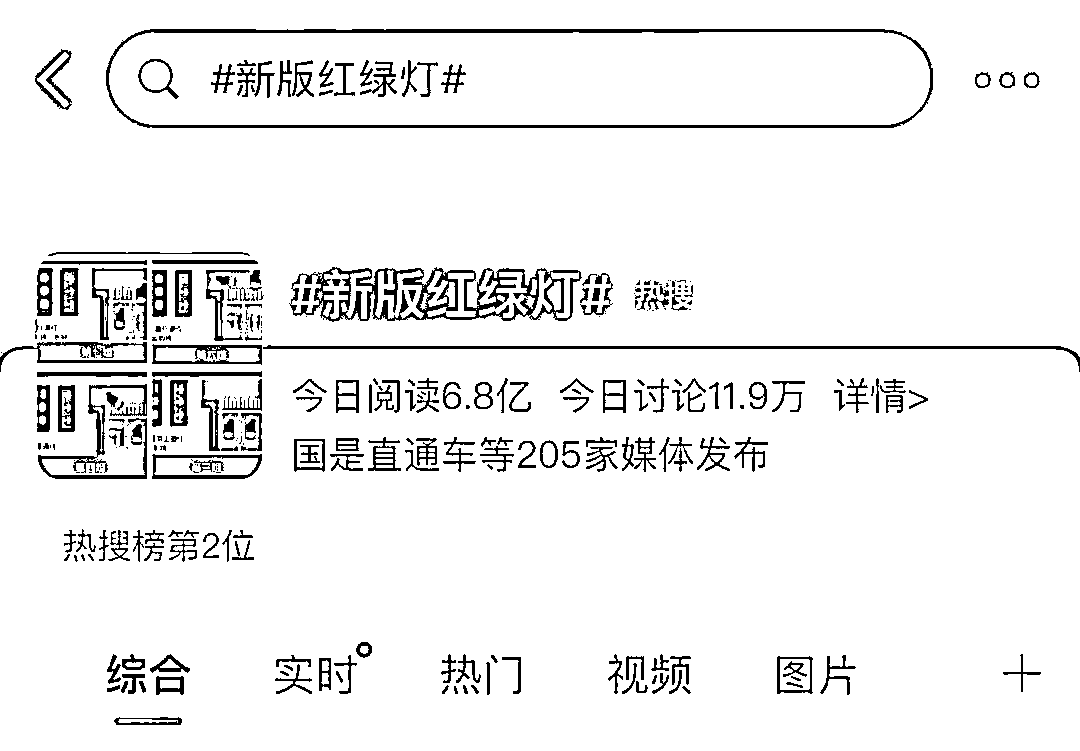 #新版红绿灯#
#新版红绿灯# 热搜
今日阅读6.8亿 今日讨论11.9万 详情>
国是直通车等205家媒体发布
热搜榜第2位
综合 实时 热门 视频 图片